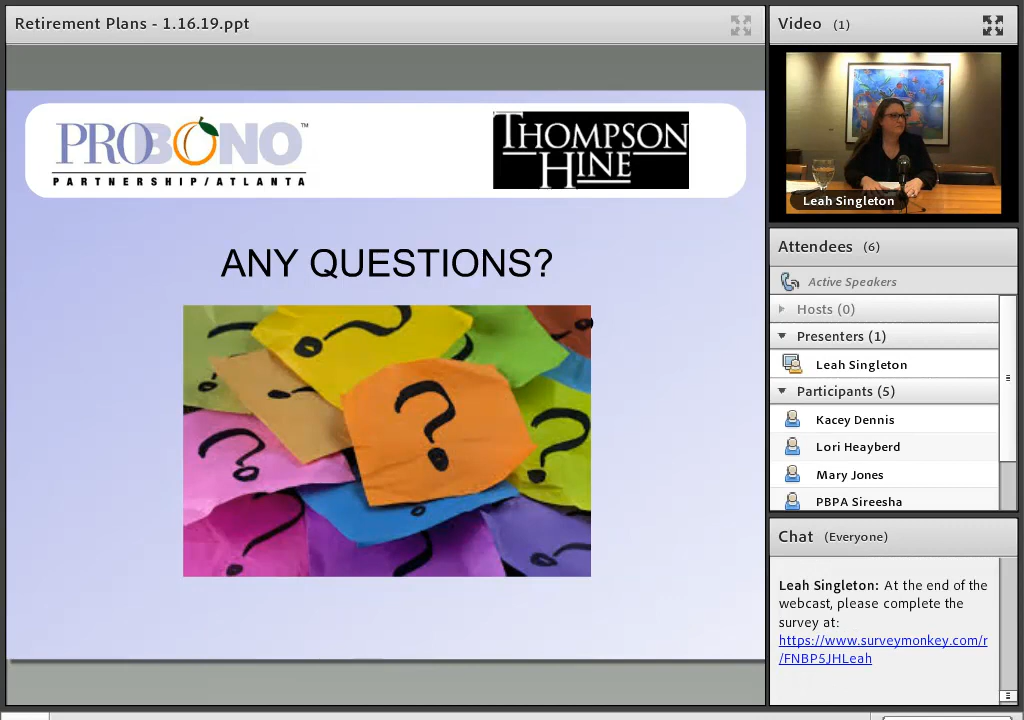 Retirement Plans - 1.16.19.ppt
PROBONO™
PARTNERSHIP/ATLANTA
THOMPSON
HINE
ANY QUESTIONS?
? ? ? ? ? ?
Video (1)
Leah Singleton
Attendees (6)
Active Speakers
Hosts (0)
Presenters (1)
Leah Singleton
Participants (5)
Kacey Dennis
Lori Heayberd
Mary Jones
PBPA Sireesha
Chat (Everyone)
Leah Singleton: At the end of the
webcast, please complete the
survey at:
https://www.surveymonkey.com/r
/FNBP5JHLeah